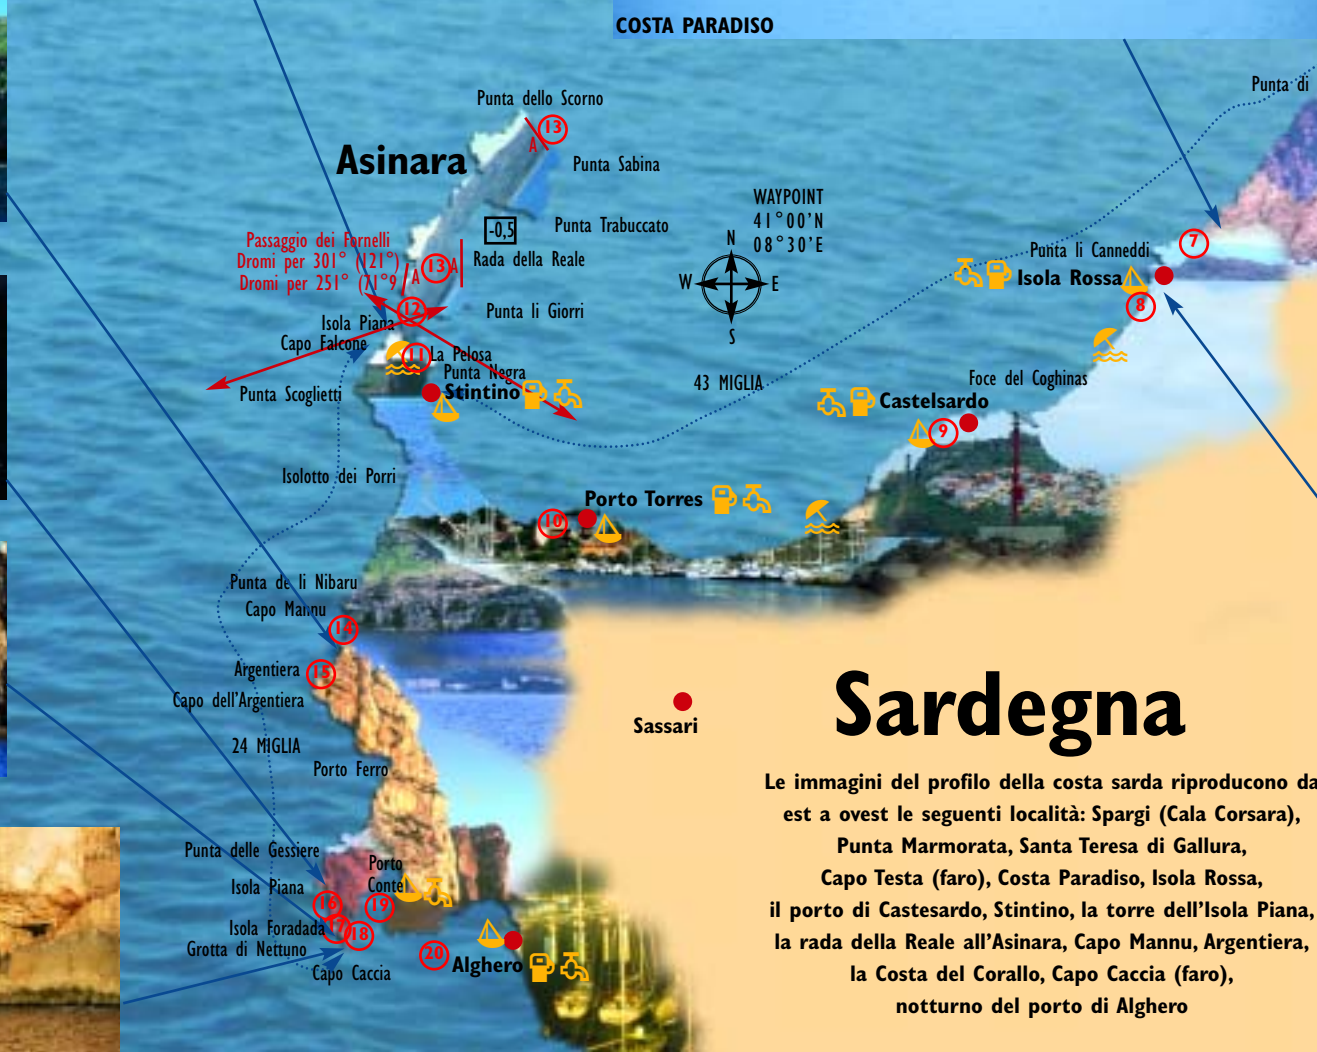 COSTA PARADISO
Punta di
Punta dello Scorno
13
A
Asinara
Punta Sabina
WAYPOINT
41°00'N
08°30'E
N
W
E
S
-0,5
Punta Trabuccato
Passaggio dei Fornelli
Dromi per 301° (121°)
Dromi per 251° (71°9
A
13
A
Rada della Reale
7
Punta li Canneddi
Isola Rossa
8
12
Punta li Giorri
Isola Piana
Capo Falcone
11
La Pelosa
Punta Negra
Punta Scoglietti
Stintino
43 MIGLIA
Foce del Coghinas
Castelsardo
9
Isolotto dei Porri
Porto Torres
10
Punta de li Nibaru
Capo Mannu
14
Argentiera
15
Capo dell'Argentiera
24 MIGLIA
Porto Ferro
Sassari
Sardegna
Le immagini del profilo della costa sarda riproducono da
est a ovest le seguenti località: Spargi (Cala Corsara),
Punta Marmorata, Santa Teresa di Gallura,
Capo Testa (faro), Costa Paradiso, Isola Rossa,
il porto di Castesardo, Stintino, la torre dell'Isola Piana,
la rada della Reale all'Asinara, Capo Mannu, Argentiera,
la Costa del Corallo, Capo Caccia (faro),
notturno del porto di Alghero
Punta delle Gessiere
Porto
Conte
Isola Piana
16
19
Isola Foradada
17
18
Grotta di Nettuno
20
Alghero
Capo Caccia